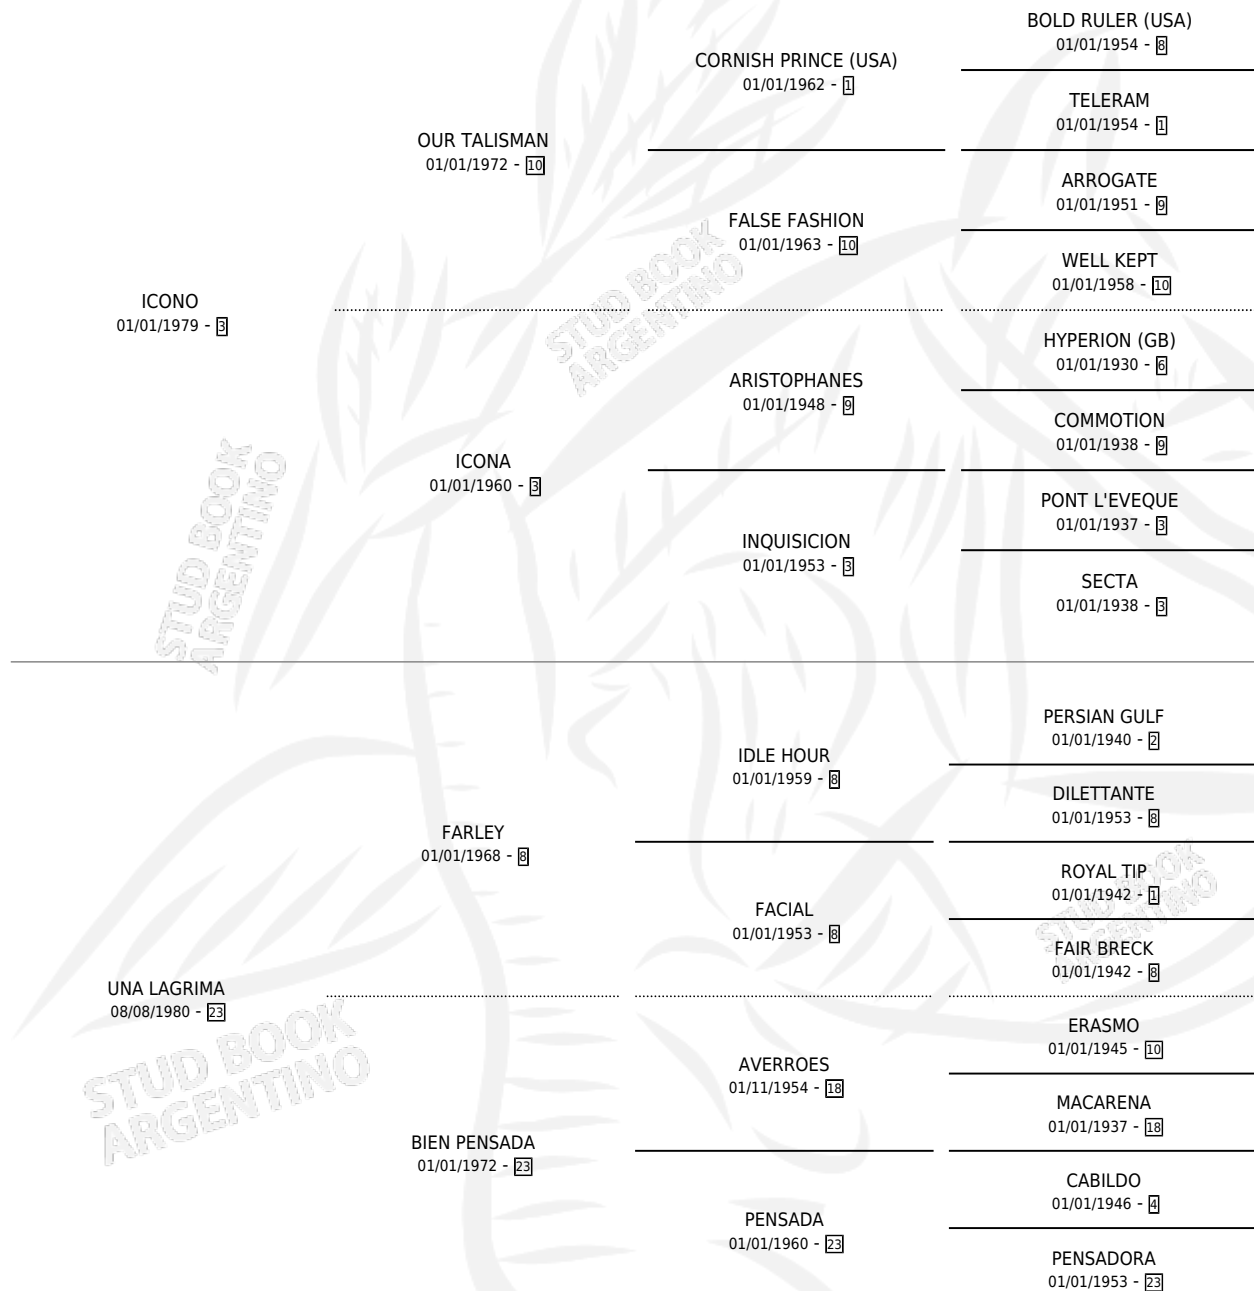 BOLD RULER (USA)
01/01/1954 - 8
CORNISH PRINCE (USA)
01/01/1962 - 1
TELERAM
01/01/1954 - 1
OUR TALISMAN
01/01/1972 - 10
ARROGATE
01/01/1951 - 9
FALSE FASHION
01/01/1963 - 10
WELL KEPT
01/01/1958 - 10
ICONO
01/01/1979 - 3
HYPERION (GB)
01/01/1930 - 6
ARISTOPHANES
01/01/1948 - 9
COMMOTION
01/01/1938 - 9
ICONA
01/01/1960 - 3
PONT L'EVEQUE
01/01/1937 - 3
INQUISICION
01/01/1953 - 3
SECTA
01/01/1938 - 3
PERSIAN GULF
01/01/1940 - 2
IDLE HOUR
01/01/1959 - 8
DILETTANTE
01/01/1953 - 8
FARLEY
01/01/1968 - 8
ROYAL TIP
01/01/1942 - 1
FACIAL
01/01/1953 - 8
FAIR BRECK
01/01/1942 - 8
UNA LAGRIMA
08/08/1980 - 23
ERASMO
01/01/1945 - 10
AVERROES
01/11/1954 - 18
MACARENA
01/01/1937 - 18
BIEN PENSADA
01/01/1972 - 23
CABILDO
01/01/1946 - 4
PENSADA
01/01/1960 - 23
PENSADORA
01/01/1953 - 23
STUD BOOK
ARGENTINO
STUD BOOK
ARGENTINO
STUD BOOK
ARGENTINO
STUD BOOK
ARGENTINO